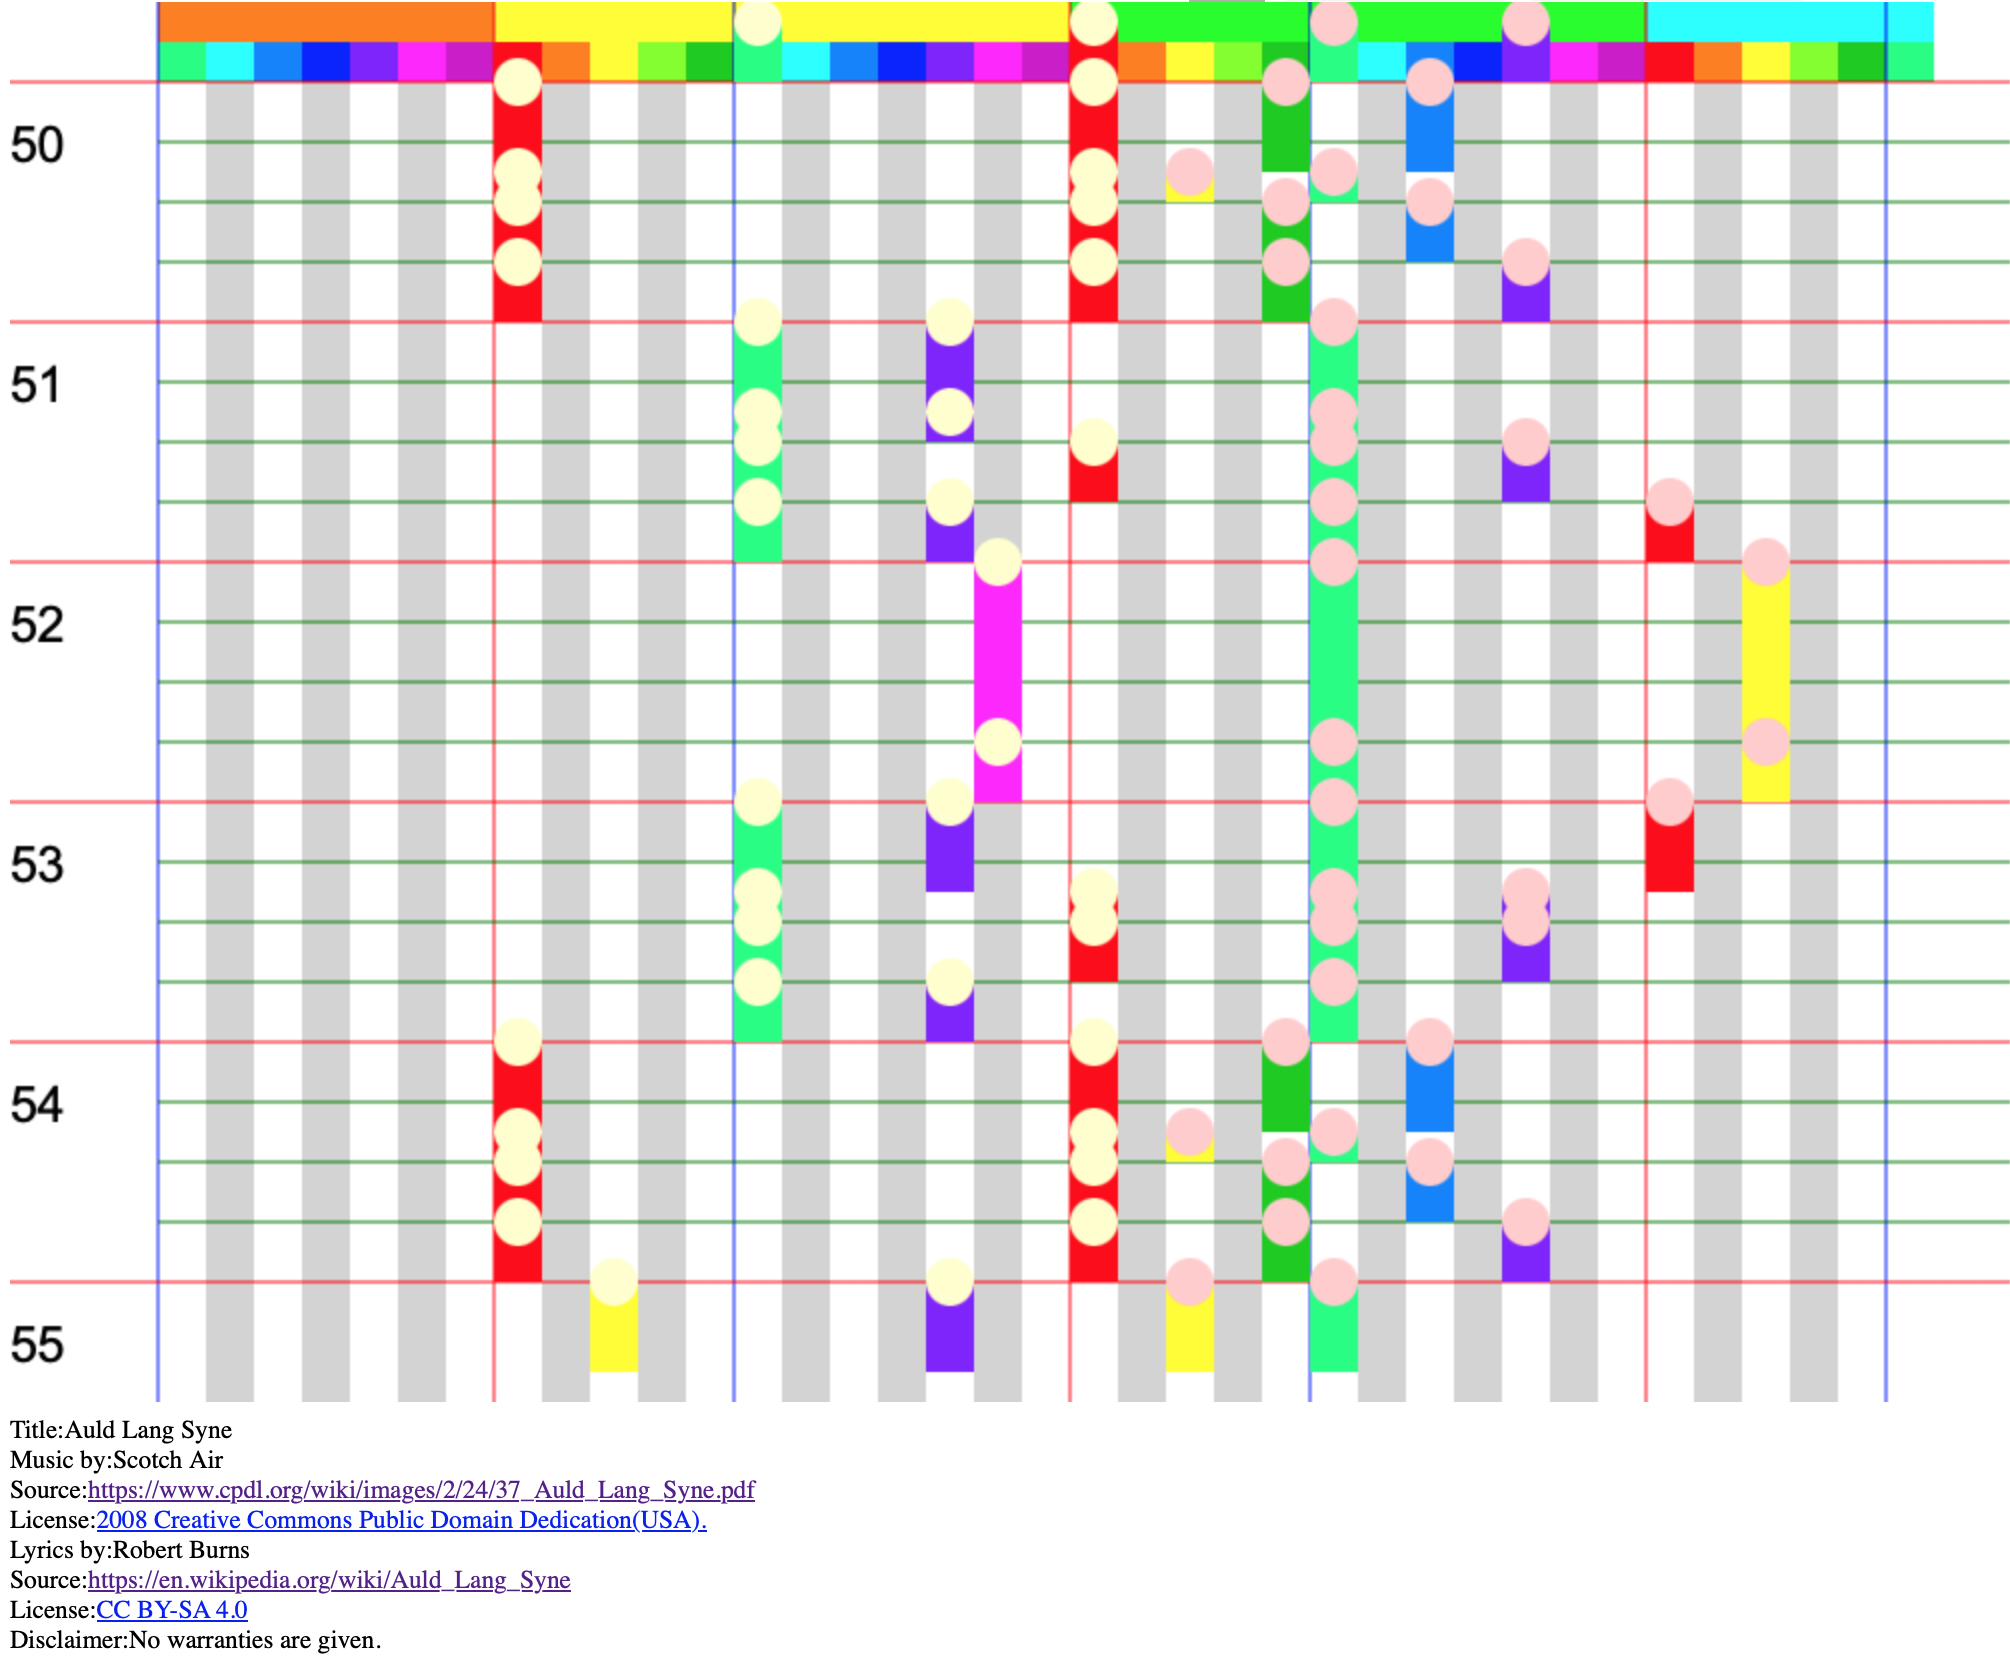 50
51
52
53
54
55
Title:Auld Lang Syne
Music by:Scotch Air
Source:https://www.cpdl.org/wiki/images/2/24/37_Auld_Lang_Syne.pdf
License:2008 Creative Commons Public Domain Dedication(USA).
Lyrics by:Robert Burns
Source:https://en.wikipedia.org/wiki/Auld_Lang_Syne
License:CC BY-SA 4.0
Disclaimer:No warranties are given.